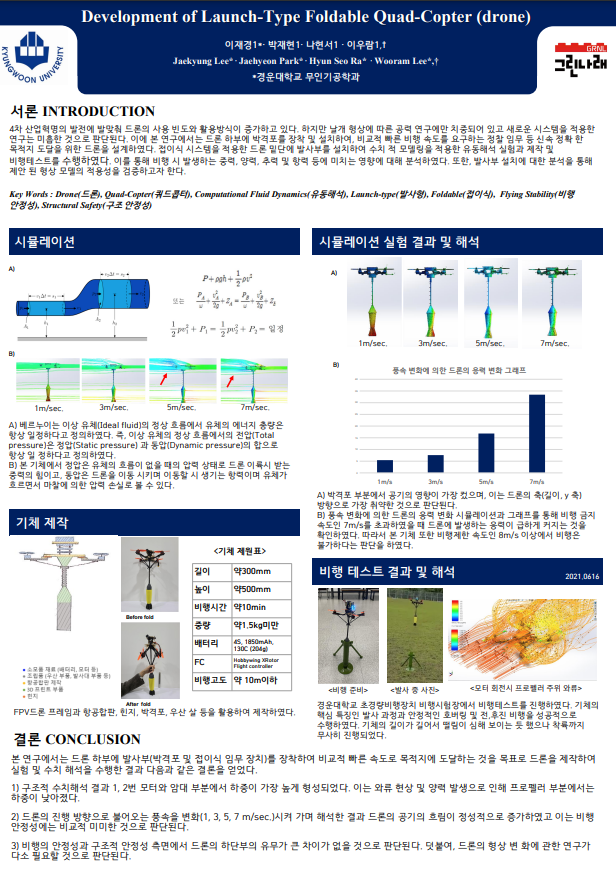 Development of Launch-Type Foldable Quad-Copter (drone)
이재경1*· 박재현1· 나현서1 · 이우람1,†
Jaekyung Lee*· Jaehyeon Park*· Hyun Seo Ra* · Wooram Lee*,†
*경운대학교 무인기공학과
KYUNGWOON UNIVERSITY
GRNL
그린나래
서론 INTRODUCTION
4차 산업혁명의 발전에 발맞춰 드론의 사용 빈도와 활용방식이 증가하고 있다. 하지만 날개 형상에 따른 공력 연구에만 치중되어 있고 새로운 시스템을 적용한
연구는 미흡한 것으로 판단된다. 이에 본 연구에서는 드론 하부에 박격포를 장착 및 설치하여, 비교적 빠른 비행 속도를 요구하는 정찰 임무 등 신속 정확 한
목적지 도달을 위한 드론을 설계하였다. 접이식 시스템을 적용한 드론 밑단에 발사부를 설치하여 수치 적 모델링을 적용한 유동해석 실험과 제작 및
비행테스트를 수행하였다. 이를 통해 비행 시 발생하는 중력, 양력, 추력 및 항력 등에 미치는 영향에 대해 분석하였다. 또한, 발사부 설치에 대한 분석을 통해
제안 된 형상 모델의 적용성을 검증하고자 한다.
Key Words : Drone(드론), Quad-Copter(쿼드콥터), Computational Fluid Dynamics(유동해석), Launch-type(발사형), Foldable(접이식), Flying Stability(비행
안정성), Structural Safety(구조 안정성)
시뮬레이션
A)
또는
= 일정
B)
1m/sec. 3m/sec. 5m/sec. 7m/sec.
A) 베르누이는 이상 유체(Ideal fluid)의 정상 흐름에서 유체의 에너지 총량은
항상 일정하다고 정의하였다. 즉, 이상 유체의 정상 흐름에서의 전압(Total
pressure)은 정압(Static pressure) 과 동압(Dynamic pressure)의 합으로
항상 일 정하다고 정의하였다.
B) 본 기체에서 정압은 유체의 흐름이 없을 때의 압력 상태로 드론 이륙시 받는
중력의 힘이고, 동압은 드론을 이동 시키며 이동할 시 생기는 항력이며 유체가
흐르면서 마찰에 의한 압력 손실로 볼 수 있다.
기체 제작
소모품 재료 (배터리, 모터 등)
조립품 (우산 부품, 발사대 부품 등)
항공합판 제작
3D 프린트 부품
힌지
Before fold
After fold
<기체 제원표>
길이 약300mm
높이 약500mm
비행시간 약10min
중량 약1.5kg미만
배터리 4S, 1850mAh, 130C (204g)
FC Hobbywing XRotor Flight controller
비행고도 약 10m이하
FPV드론 프레임과 항공합판, 힌지, 박격포, 우산 살 등을 활용하여 제작하였다.
시뮬레이션 실험 결과 및 해석
A)
1m/sec. 3m/sec. 5m/sec. 7m/sec.
B)
풍속 변화에 의한 드론의 응력 변화 그래프
1m/s 3m/s 5m/s 7m/s
A) 박격포 부분에서 공기의 영향이 가장 컸으며, 이는 드론의 축(길이, y 축)
방향으로 가장 취약한 것으로 판단된다.
B) 풍속 변화에 의한 드론의 응력 변화 시뮬레이션과 그래프를 통해 비행 금지
속도인 7m/s를 초과하였을 때 드론에 발생하는 응력이 급하게 커지는 것을
확인하였다. 따라서 본 기체 또한 비행제한 속도인 8m/s 이상에서 비행은
불가하다는 판단을 하였다.
비행 테스트 결과 및 해석
2021.0616
<비행 준비> <발사 중 사진> <모터 회전시 프로펠러 주위 와류>
경운대학교 초경량비행장치 비행시험장에서 비행테스트를 진행하였다. 기체의
핵심 특징인 발사 과정과 안정적인 호버링 및 전,후진 비행을 성공적으로
수행하였다. 기체의 길이가 길어서 떨림이 심해 보이는 듯 했으나 착륙까지
무사히 진행되었다.
결론 CONCLUSION
본 연구에서는 드론 하부에 발사부(박격포 및 접이식 임무 장치)를 장착하여 비교적 빠른 속도로 목적지에 도달하는 것을 목표로 드론을 제작하여
실험 및 수치 해석을 수행한 결과 다음과 같은 결론을 얻었다.
1) 구조적 수치해석 결과 1, 2번 모터와 암대 부분에서 하중이 가장 높게 형성되었다. 이는 와류 현상 및 양력 발생으로 인해 프로펠러 부분에서는
하중이 낮아졌다.
2) 드론의 진행 방향으로 불어오는 풍속을 변화(1, 3, 5, 7 m/sec.)시켜 가며 해석한 결과 드론의 공기의 흐름이 정성적으로 증가하였고 이는 비행
안정성에는 비교적 미미한 것으로 판단된다.
3) 비행의 안정성과 구조적 안정성 측면에서 드론의 하단부의 유무가 큰 차이가 없을 것으로 판단된다. 덧붙여, 드론의 형상 변 화에 관한 연구가
다소 필요할 것으로 판단된다.